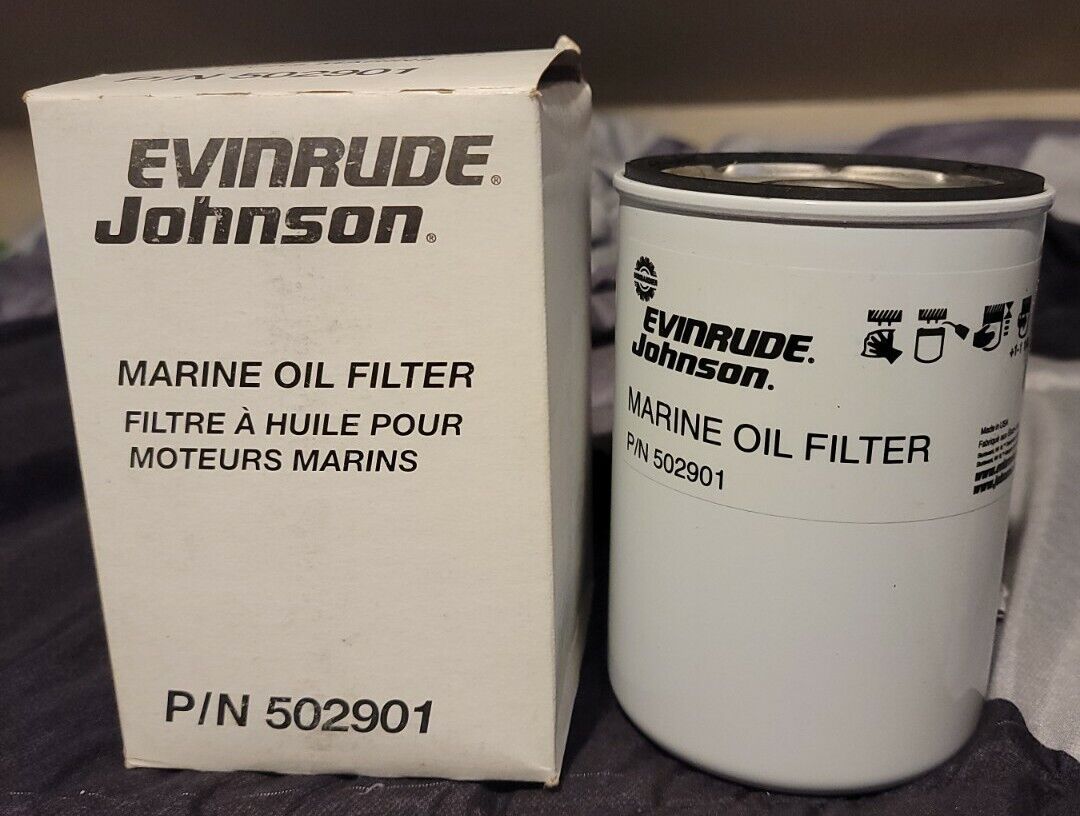 P/N 502901
EVINRUDE®
Johnson®
MARINE OIL FILTER
FILTRE À HUILE POUR
MOTEURS MARINS
P/N 502901
EVINRUDE.
Johnson.
MARINE OIL FILTER
P/N 502901
Made in USA